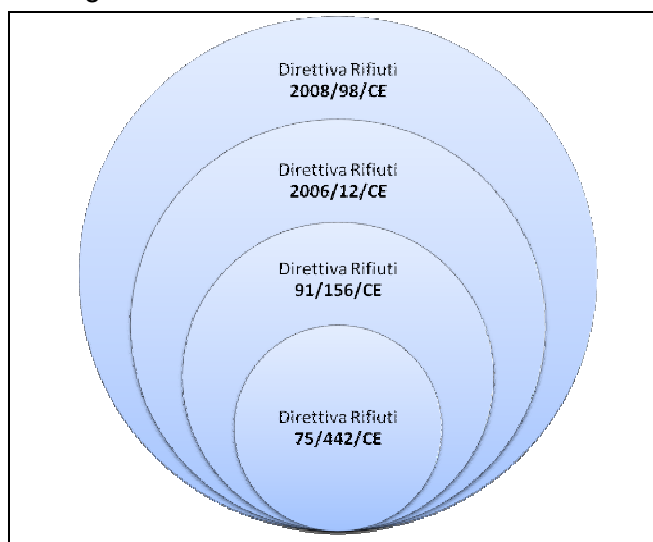 Direttiva Rifiuti
2008/98/CE
Direttiva Rifiuti
2006/12/CE
Direttiva Rifiuti
91/156/CE
Direttiva Rifiuti
75/442/CE